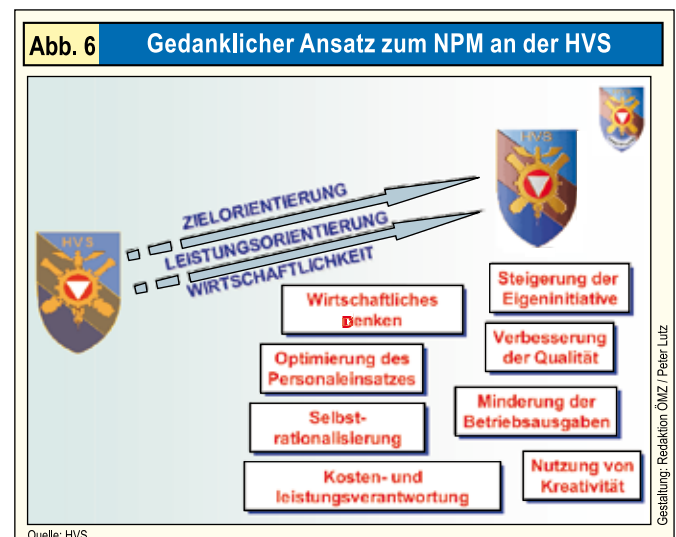 Abb. 6
Gedanklicher Ansatz zum NPM an der HVS
HVS
HVS
ZIELORIENTIERUNG
LEISTUNGSORIENTIERUNG
WIRTSCHAFTLICHKEIT
Wirtschaftliches
Denken
Optimierung des
Personaleinsatzes
Selbst-
rationalisierung
Kosten- und
leistungsverantwortung
Steigerung der
Eigeninitiative
Verbesserung
der Qualität
Minderung der
Betriebsausgaben
Nutzung von
Kreativität
Gestaltung: Redaktion ÖMZ / Peter Lutz
Quelle: HVS